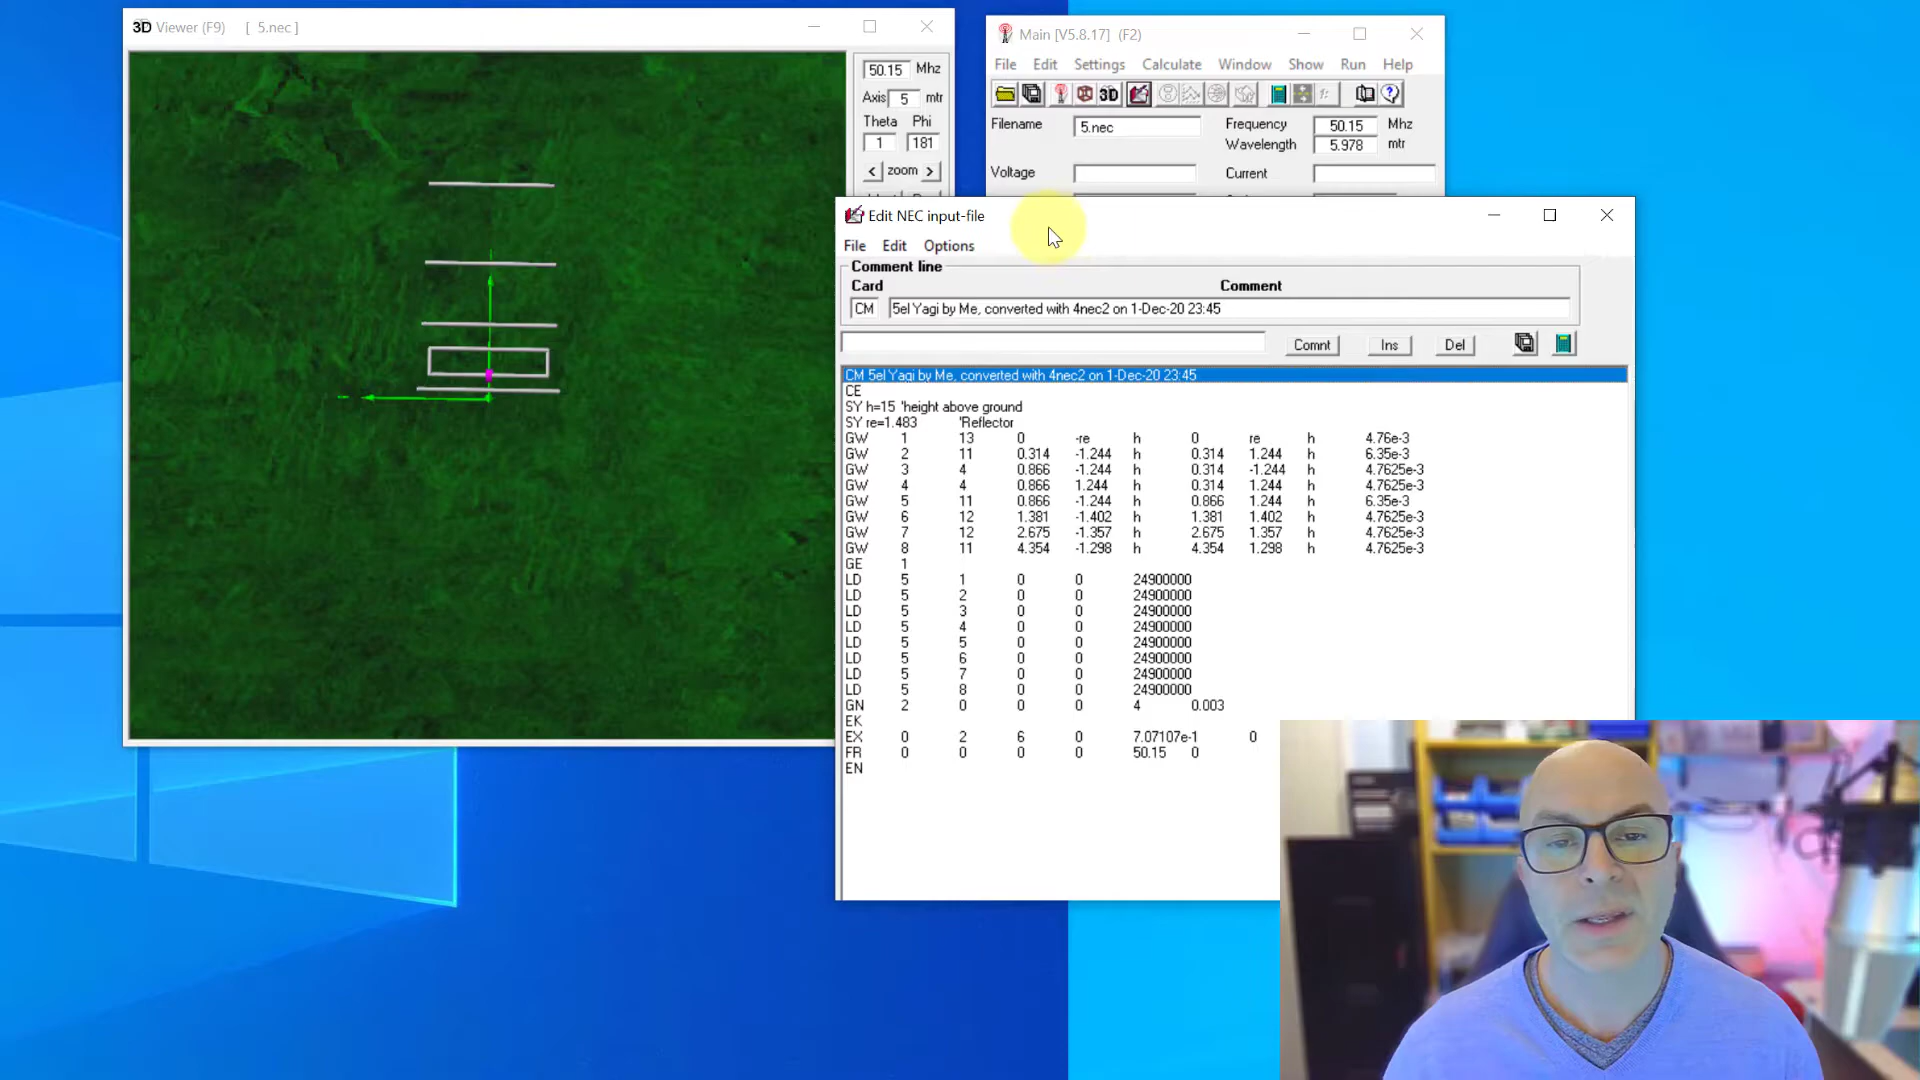 3D Viewer (F9) [ 5.nec ]
50.15 Mhz
Axis 5 mtr
Theta Phi
1 181
< zoom >
Main [V5.8.17] (F2)
File Edit Settings Calculate Window Show Run Help
3D
Filename 5.nec Frequency 50.15 Mhz
Wavelength 5.978 mtr
Voltage Current
Edit NEC input-file
File Edit Options
Comment line
Card Comment
CM 5el Yagi by Me, converted with 4nec2 on 1-Dec-20 23:45
Comnt Ins Del
CM 5el Yagi by Me, converted with 4nec2 on 1-Dec-20 23:45
CE
SY h=15 'height above ground
SY re=1.483 'Reflector
GW 1 13 0 -re h 0 re h 4.76e-3
GW 2 11 0.314 -1.244 h 0.314 1.244 h 6.35e-3
GW 3 4 0.866 -1.244 h 0.314 -1.244 h 4.7625e-3
GW 4 4 0.866 1.244 h 0.314 1.244 h 4.7625e-3
GW 5 11 0.866 -1.244 h 0.866 1.244 h 6.35e-3
GW 6 12 1.381 -1.402 h 1.381 1.402 h 4.7625e-3
GW 7 12 2.675 -1.357 h 2.675 1.357 h 4.7625e-3
GW 8 11 4.354 -1.298 h 4.354 1.298 h 4.7625e-3
GE 1
LD 5 1 0 0 24900000
LD 5 2 0 0 24900000
LD 5 3 0 0 24900000
LD 5 4 0 0 24900000
LD 5 5 0 0 24900000
LD 5 6 0 0 24900000
LD 5 7 0 0 24900000
LD 5 8 0 0 24900000
GN 2 0 0 4 0.003
EK
EX 0 2 6 0 7.07107e-1 0
FR 0 0 0 0 50.15 0
EN